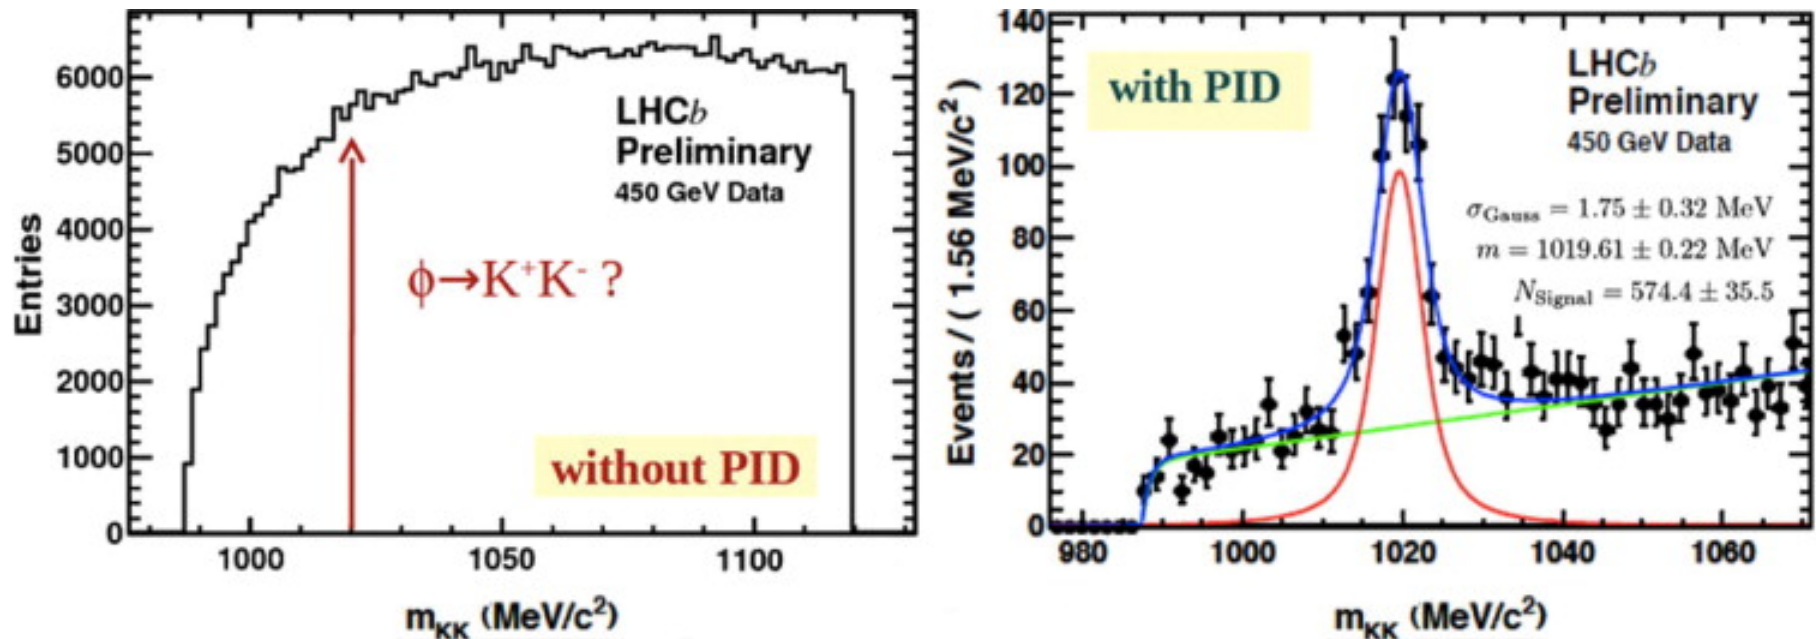 6000
5000
4000
3000
2000
1000
0
Entries
LHCb
Preliminary
450 GeV Data
ϕ→K⁺K⁻ ?
without PID
1000
1050
1100
m_KK (MeV/c²)
140
120
100
80
60
40
20
0
Events / ( 1.56 MeV/c² )
with PID
LHCb
Preliminary
450 GeV Data
σ_Gauss = 1.75 ± 0.32 MeV
m = 1019.61 ± 0.22 MeV
N_Signal = 574.4 ± 35.5
980
1000
1020
1040
1060
m_KK (MeV/c²)